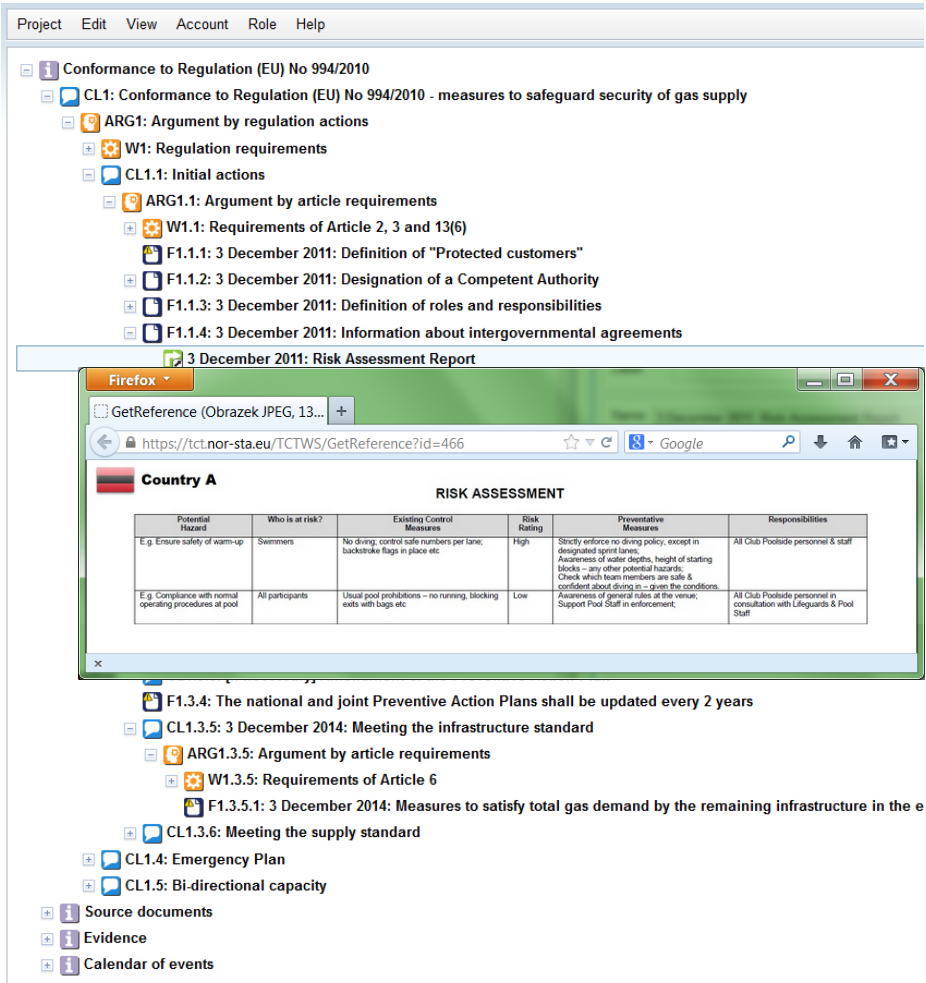 Project Edit View Account Role Help
Conformance to Regulation (EU) No 994/2010
CL1: Conformance to Regulation (EU) No 994/2010 - measures to safeguard security of gas supply
ARG1: Argument by regulation actions
W1: Regulation requirements
CL1.1: Initial actions
ARG1.1: Argument by article requirements
W1.1: Requirements of Article 2, 3 and 13(6)
F1.1.1: 3 December 2011: Definition of "Protected customers"
F1.1.2: 3 December 2011: Designation of a Competent Authority
F1.1.3: 3 December 2011: Definition of roles and responsibilities
F1.1.4: 3 December 2011: Information about intergovernmental agreements
3 December 2011: Risk Assessment Report
Firefox
GetReference (Obrazek JPEG, 13...
https://tct.nor-sta.eu/TCTWS/GetReference?id=466
Google
Country A
RISK ASSESSMENT
Potential Hazard
Who is at risk?
Existing Control Measures
Risk Rating
Preventative Measures
Responsibilities
E.g. Ensure safety of warm-up
Swimmers
No diving; control safe numbers per lane;
backstroke flags in place etc
High
Strictly enforce no diving policy, except in
designated sprint lanes;
Awareness of water depths, height of starting
blocks – any other potential hazards;
Check which team members are safe &
confident about diving in – given the conditions.
All Club Poolside personnel & staff
E.g. Compliance with normal
operating procedures at pool
All participants
Usual pool prohibitions – no running, blocking
exits with bags etc
Low
Awareness of general rules at the venue;
Support Pool Staff in enforcement;
All Club Poolside personnel in
consultation with Lifeguards & Pool
Staff
F1.3.4: The national and joint Preventive Action Plans shall be updated every 2 years
CL1.3.5: 3 December 2014: Meeting the infrastructure standard
ARG1.3.5: Argument by article requirements
W1.3.5: Requirements of Article 6
F1.3.5.1: 3 December 2014: Measures to satisfy total gas demand by the remaining infrastructure in the e
CL1.3.6: Meeting the supply standard
CL1.4: Emergency Plan
CL1.5: Bi-directional capacity
Source documents
Evidence
Calendar of events